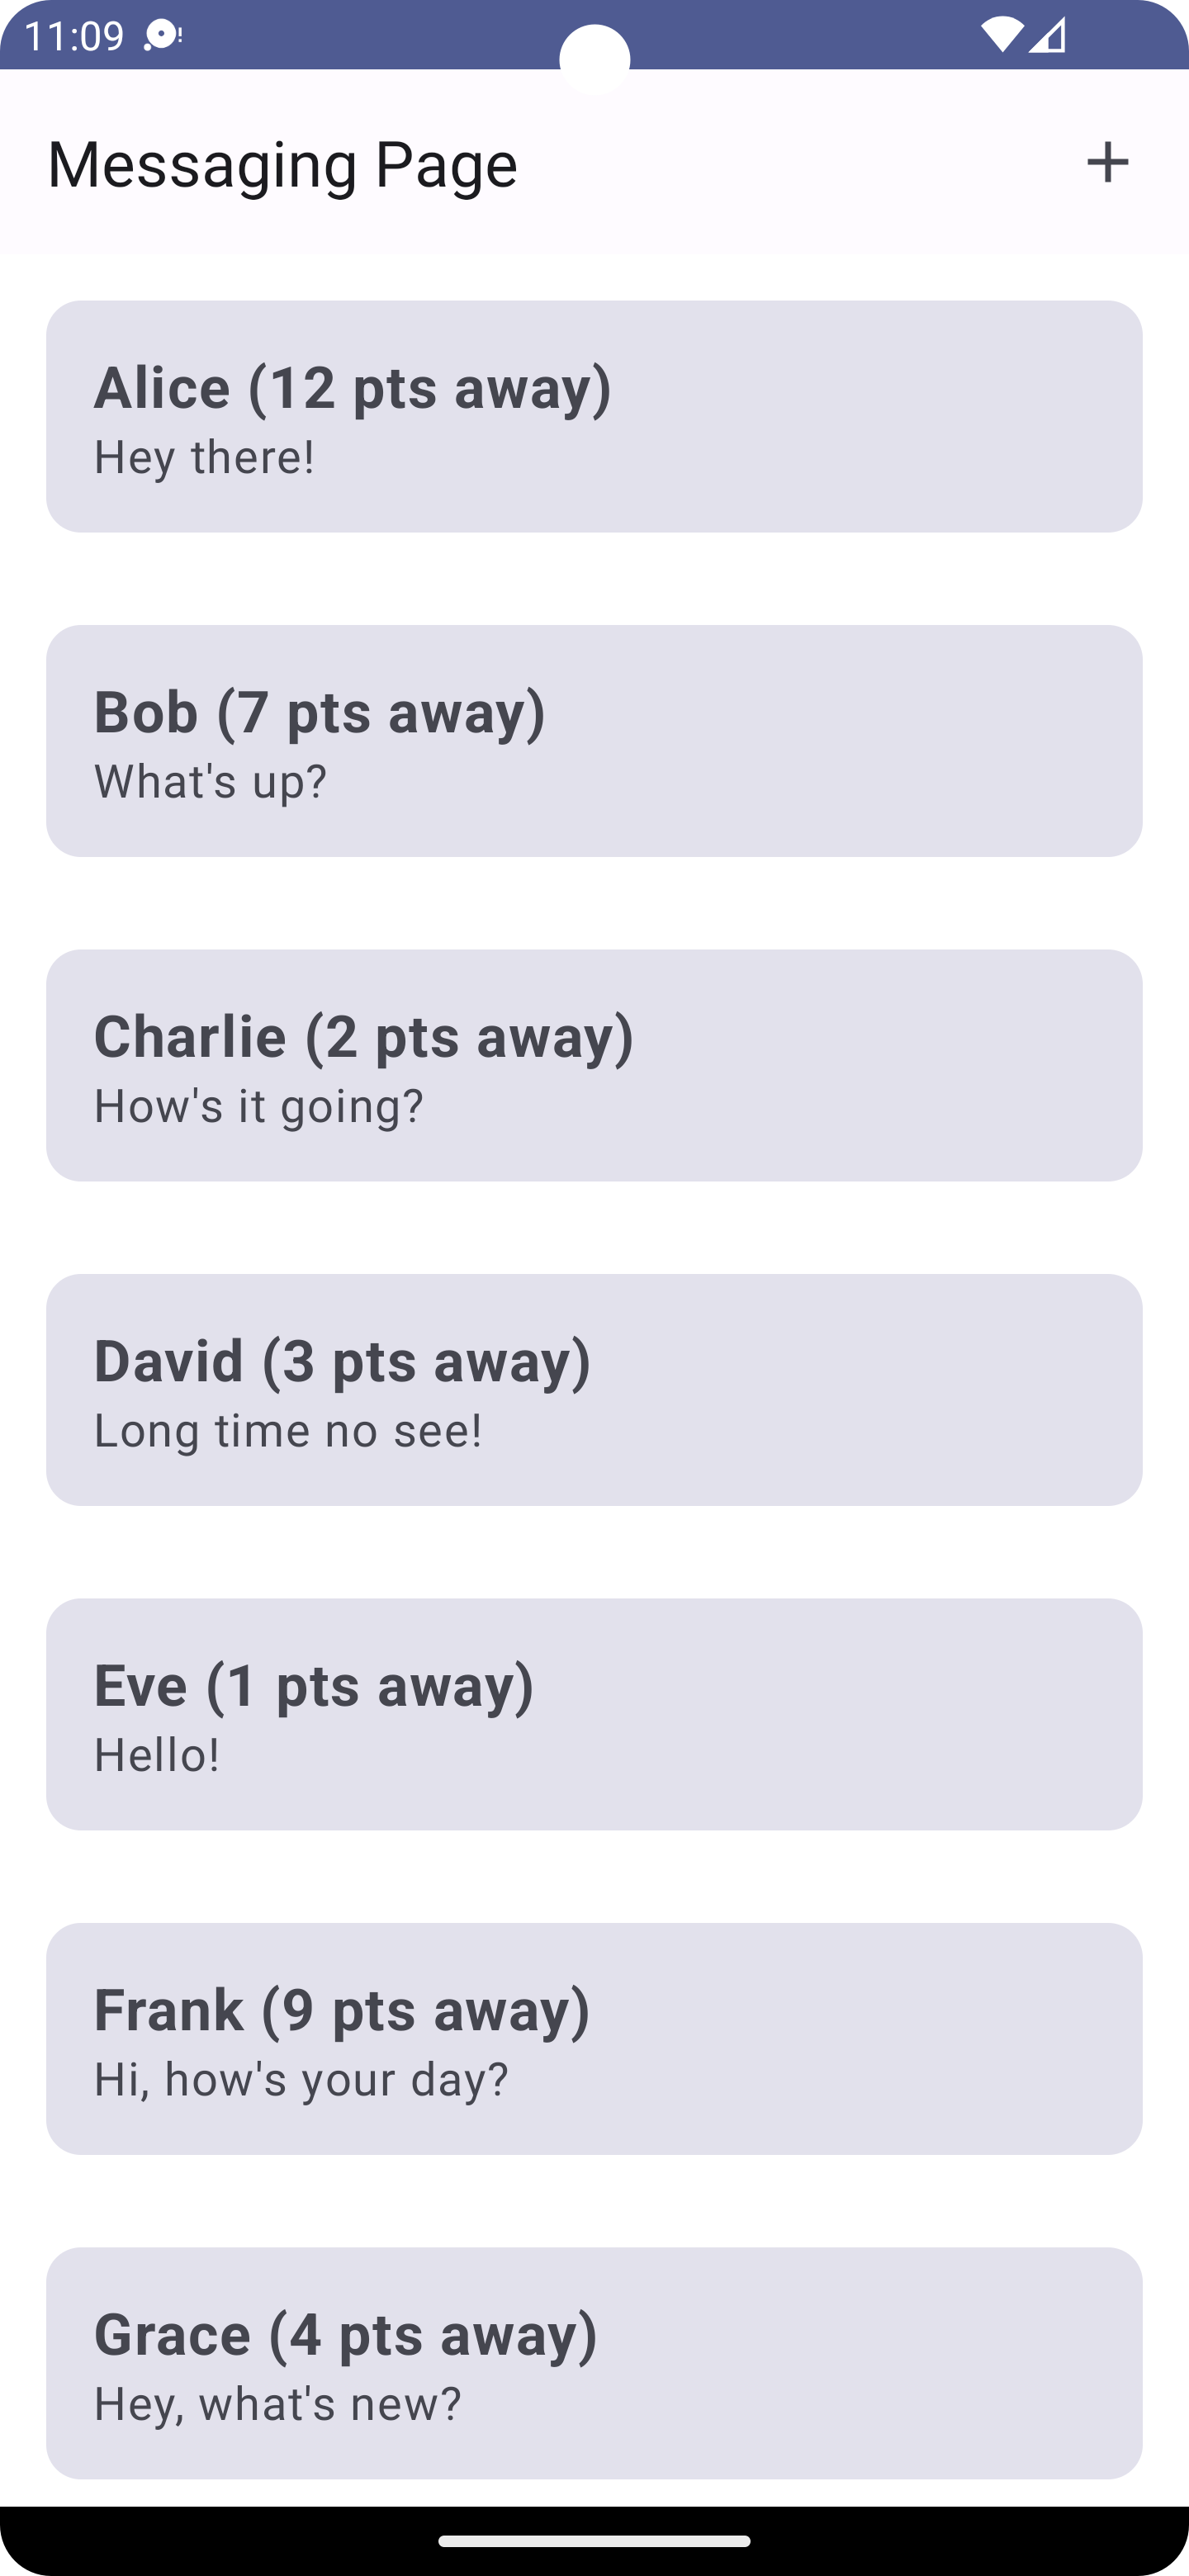 11:09
Messaging Page
Alice (12 pts away)
Hey there!
Bob (7 pts away)
What's up?
Charlie (2 pts away)
How's it going?
David (3 pts away)
Long time no see!
Eve (1 pts away)
Hello!
Frank (9 pts away)
Hi, how's your day?
Grace (4 pts away)
Hey, what's new?